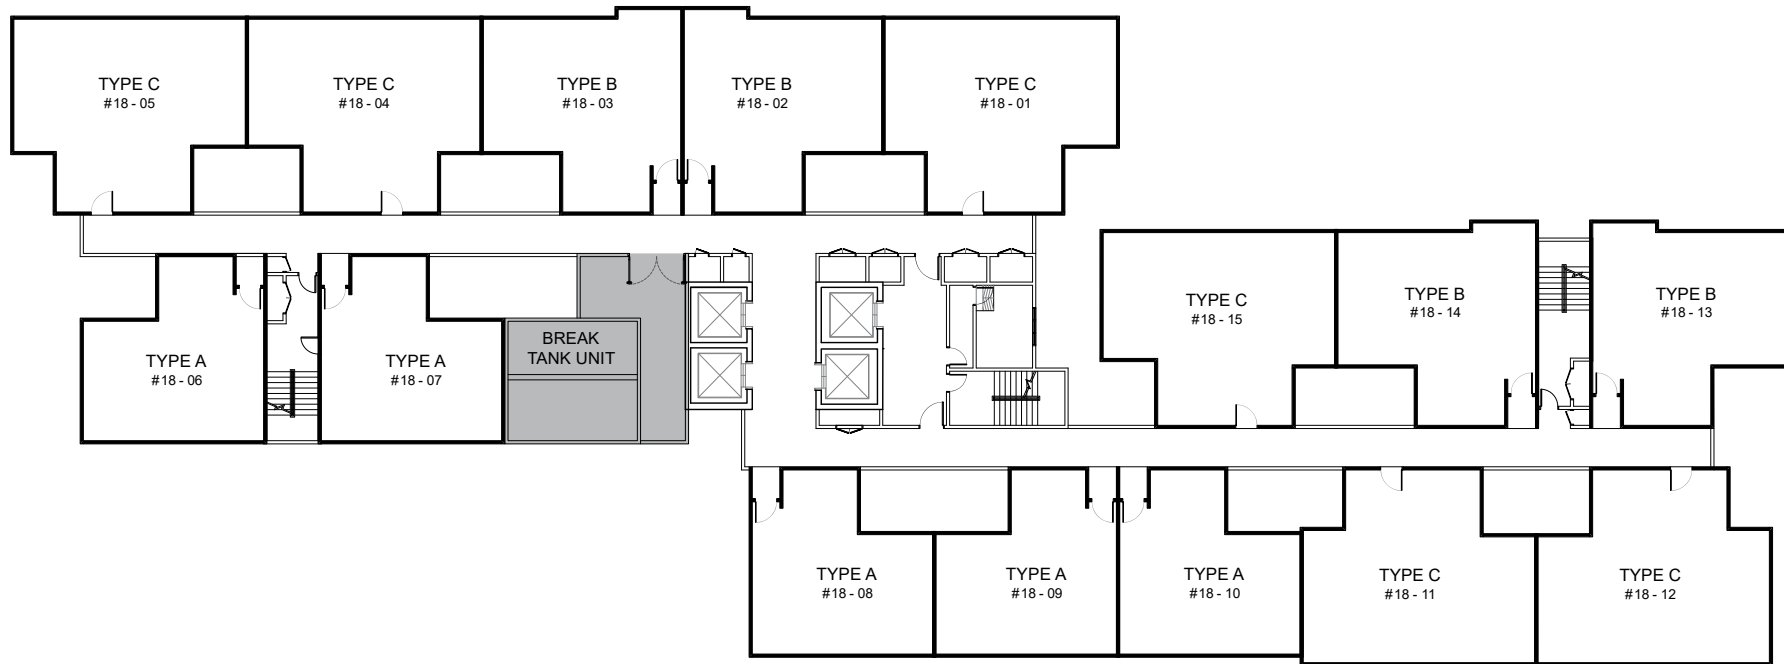 TYPE C
#18 - 05
TYPE C
#18 - 04
TYPE B
#18 - 03
TYPE B
#18 - 02
TYPE C
#18 - 01
TYPE A
#18 - 06
TYPE A
#18 - 07
BREAK
TANK UNIT
TYPE C
#18 - 15
TYPE B
#18 - 14
TYPE B
#18 - 13
TYPE A
#18 - 08
TYPE A
#18 - 09
TYPE A
#18 - 10
TYPE C
#18 - 11
TYPE C
#18 - 12